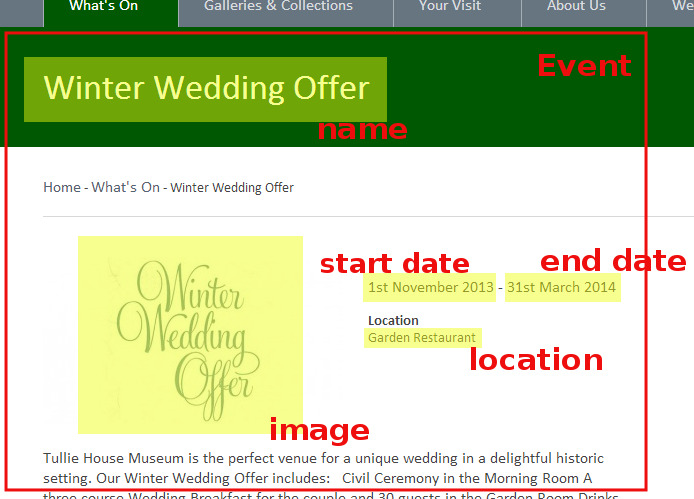 What's On Galleries & Collections Your Visit About Us We
Event
Winter Wedding Offer
name
Home - What's On - Winter Wedding Offer
start date end date
1st November 2013 - 31st March 2014
Location
Garden Restaurant
location
Winter
Wedding
Offer
image
Tullie House Museum is the perfect venue for a unique wedding in a delightful historic
setting. Our Winter Wedding Offer includes: Civil Ceremony in the Morning Room A
three course Wedding Breakfast for the couple and 30 guests in the Garden Room Drinks